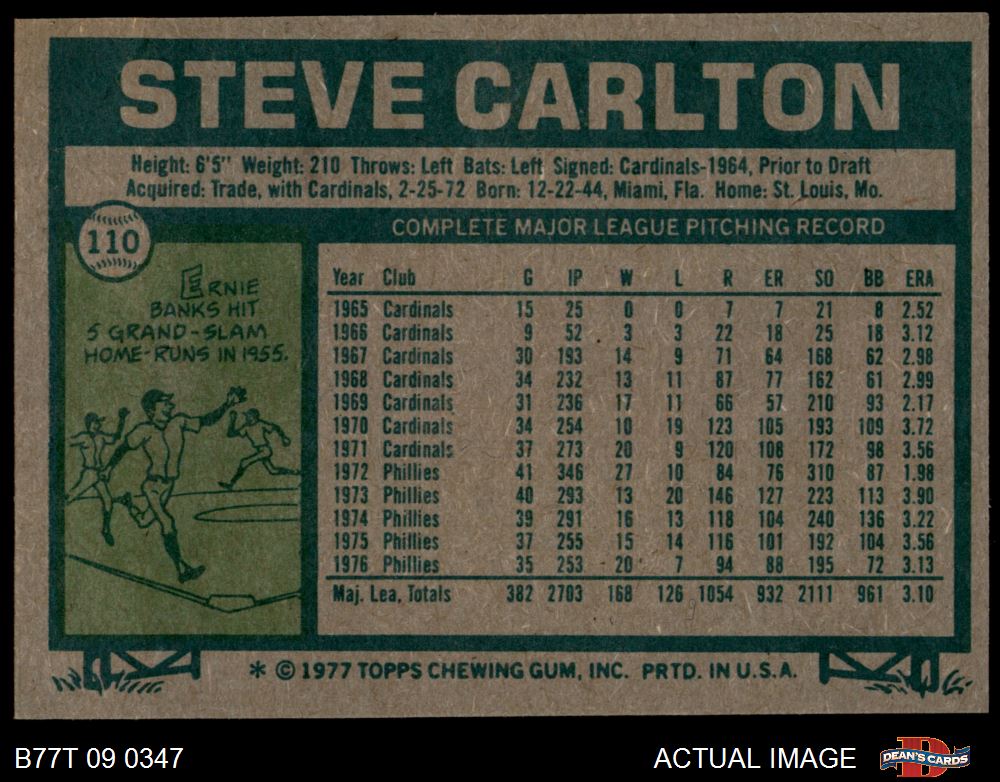 STEVE CARLTON
Height: 6'5" Weight: 210 Throws: Left Bats: Left Signed: Cardinals-1964, Prior to Draft
Acquired: Trade, with Cardinals, 2-25-72 Born: 12-22-44, Miami, Fla. Home: St. Louis, Mo.
110
COMPLETE MAJOR LEAGUE PITCHING RECORD
ERNIE
BANKS HIT
5 GRAND-SLAM
HOME-RUNS IN 1955.
Year Club G IP W L R ER SO BB ERA
1965 Cardinals 15 25 0 0 7 7 21 8 2.52
1966 Cardinals 9 52 3 3 22 18 25 18 3.12
1967 Cardinals 30 193 14 9 71 64 168 62 2.98
1968 Cardinals 34 232 13 11 87 77 162 61 2.99
1969 Cardinals 31 236 17 11 66 57 210 93 2.17
1970 Cardinals 34 254 10 19 123 105 193 109 3.72
1971 Cardinals 37 273 20 9 120 108 172 98 3.56
1972 Phillies 41 346 27 10 84 76 310 87 1.98
1973 Phillies 40 293 13 20 146 127 223 113 3.90
1974 Phillies 39 291 16 13 118 104 240 136 3.22
1975 Phillies 37 255 15 14 116 101 192 104 3.56
1976 Phillies 35 253 20 7 94 88 195 72 3.13
Maj. Lea. Totals 382 2703 168 126 1054 932 2111 961 3.10
* © 1977 TOPPS CHEWING GUM, INC. PRTD. IN U.S.A.
B77T 09 0347
ACTUAL IMAGE
DEAN'S CARDS